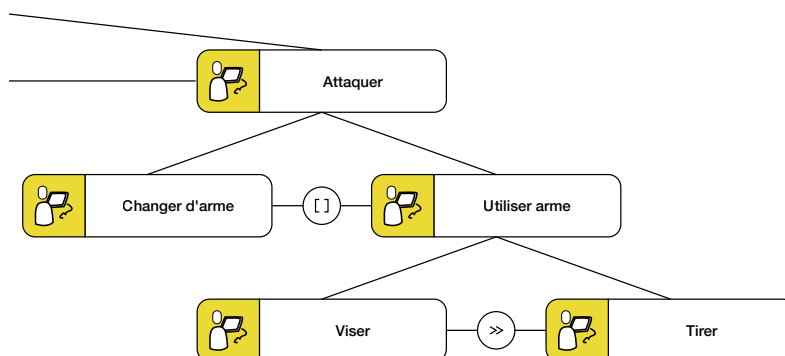 Attaquer
Changer d'arme
[ ]
Utiliser arme
Viser
>>
Tirer